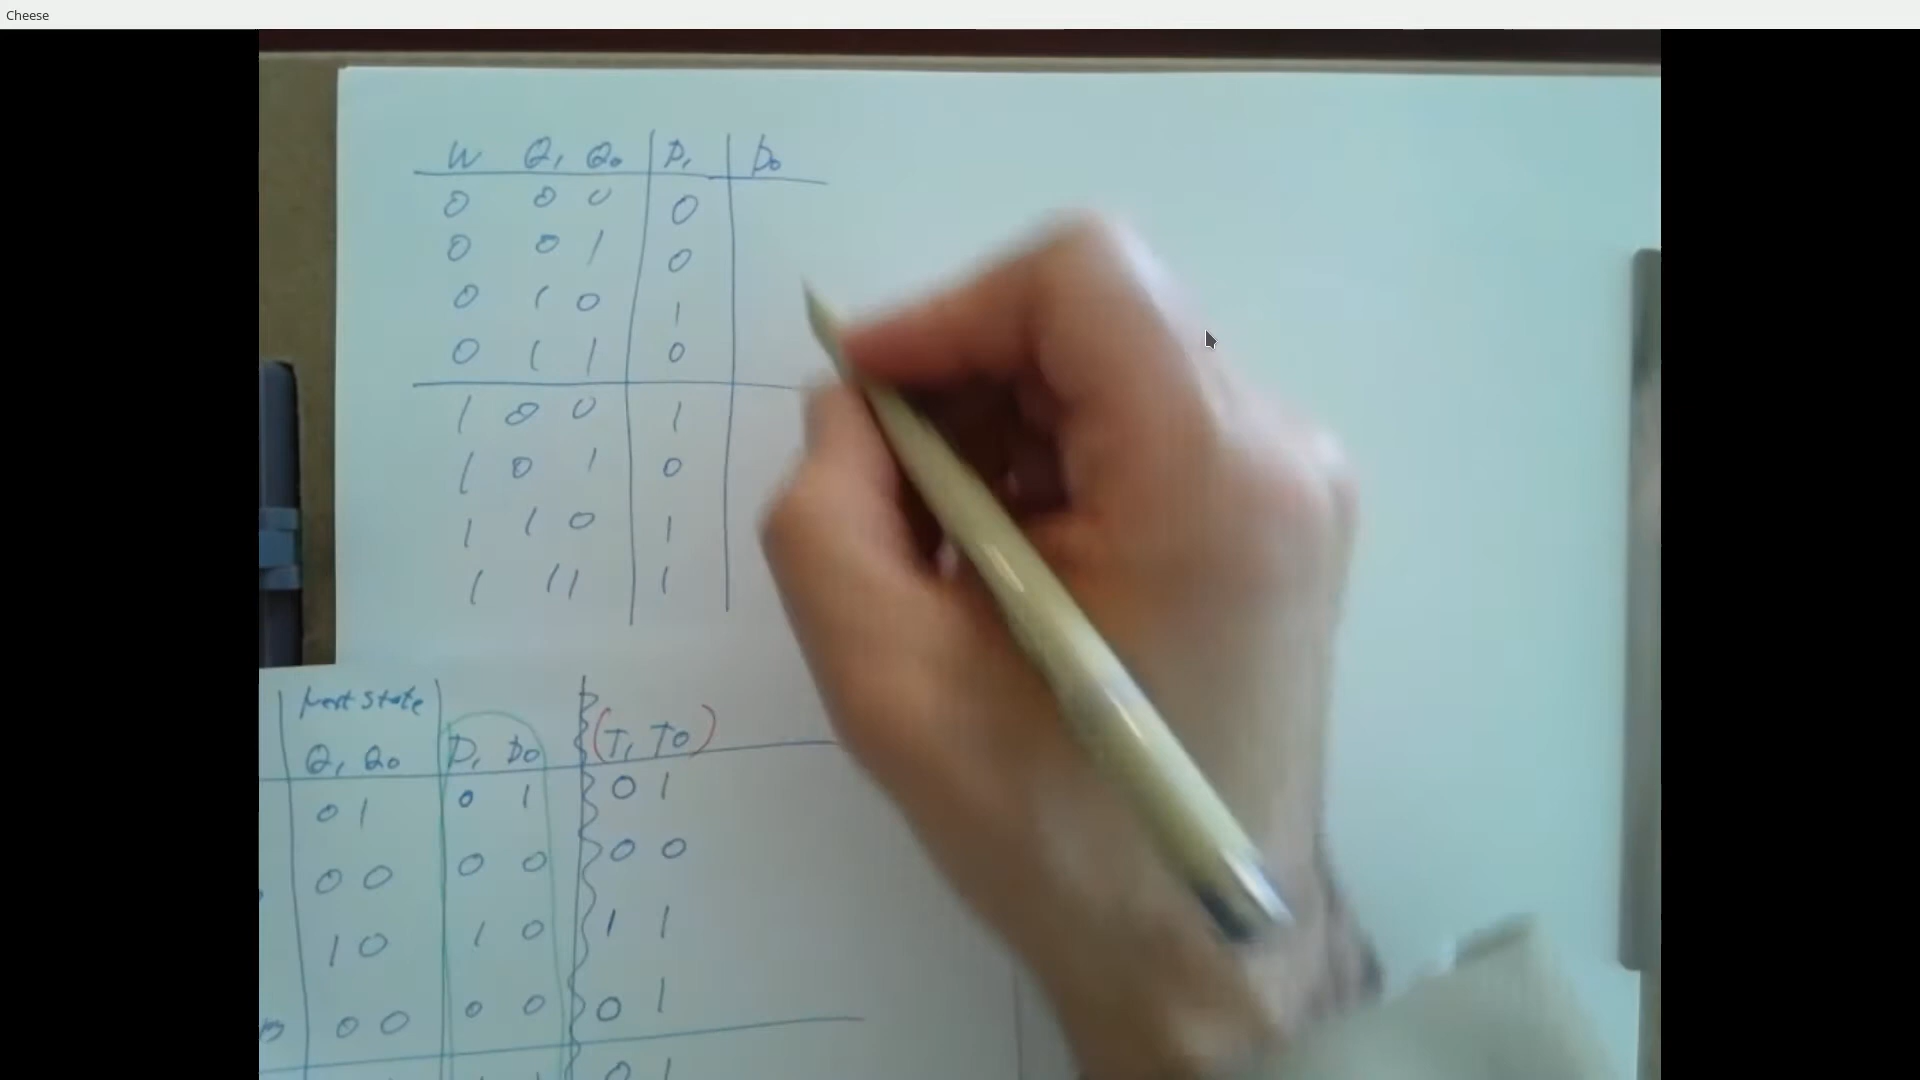 Cheese
W Q1 Q0 D1 D0
0 0 0 0
0 0 1 0
0 1 0 1
0 1 1 0
1 0 0 1
1 0 1 0
1 1 0 1
1 1 1 1
Next State
Q1 Q0 D1 D0 (T1 T0)
0 1 0 1 0 1
0 0 0 0 0 0
1 0 1 0 1 1
0 0 0 0 0 1
0 1